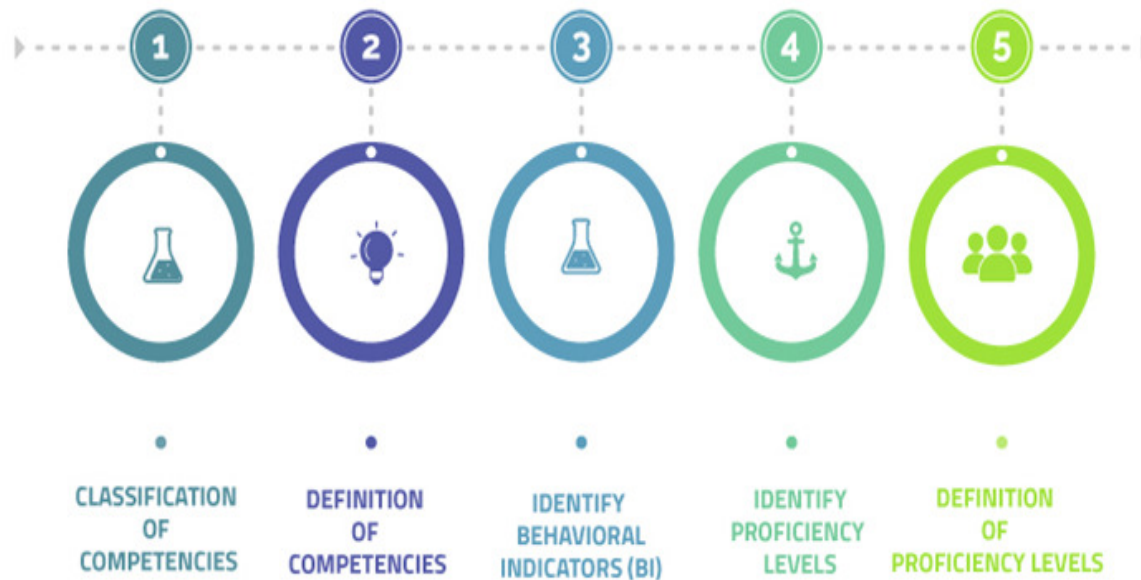 1
2
3
4
5
CLASSIFICATION
OF
COMPETENCIES
DEFINITION
OF
COMPETENCIES
IDENTIFY
BEHAVIORAL
INDICATORS (BI)
IDENTIFY
PROFICIENCY
LEVELS
DEFINITION
OF
PROFICIENCY LEVELS